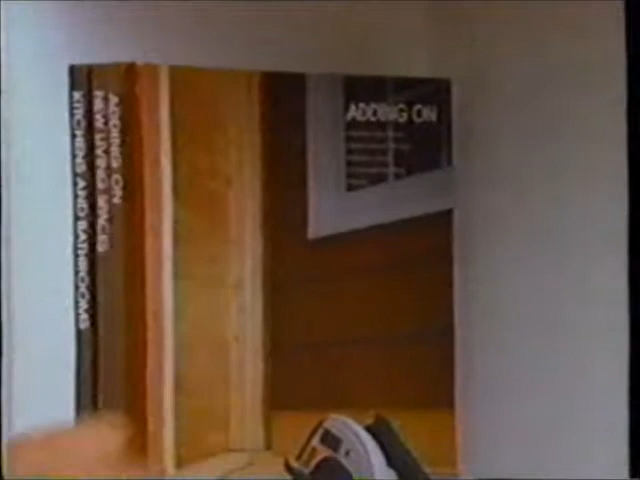 KITCHENS AND BATHROOMS
NEW LIVING SPACES
ADDING ON
ADDING ON